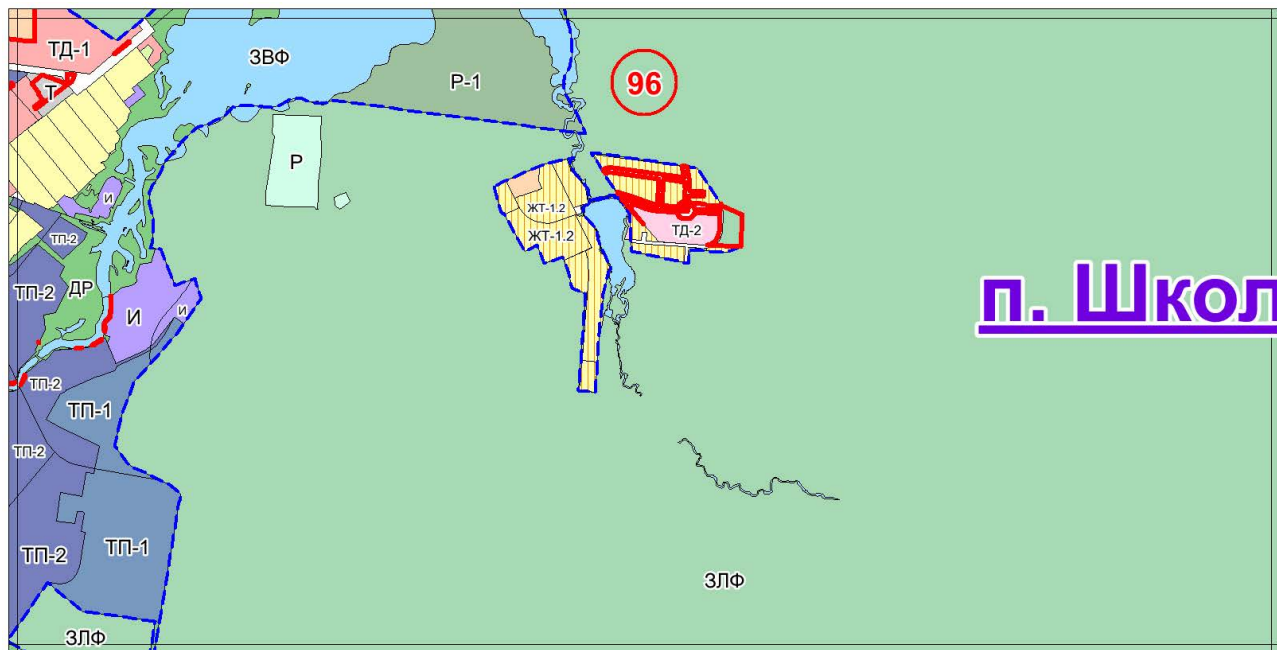 ТД-1
ЗВФ
96
Р-1
Т
Р
И
ЖТ-1.2
ТП-2
ТД-2
ЖТ-1.2
ДР
ТП-2
п. Школ
И
И
ТП-2
ТП-1
ТП-2
ТП-1
ТП-2
ЗЛФ
ЗЛФ